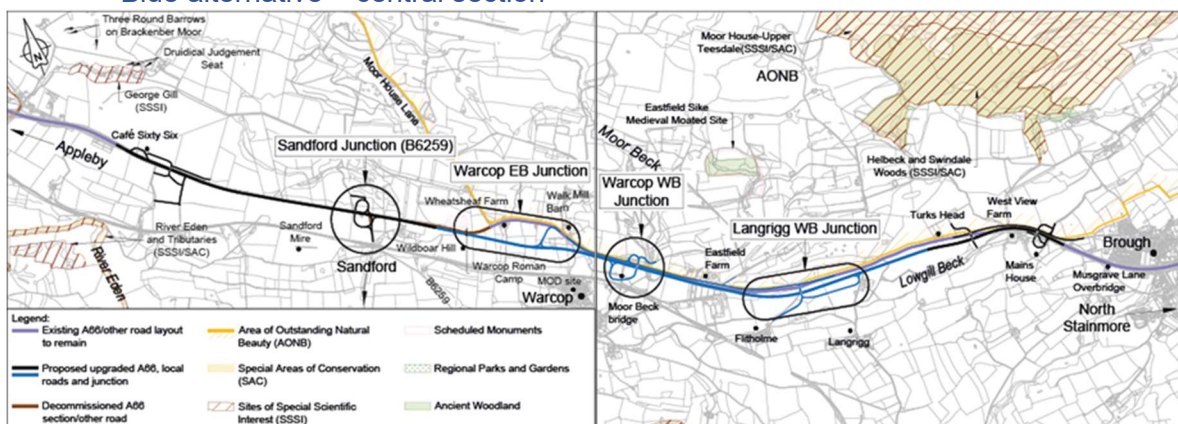 Blue alternative – central section
Three Round Barrows
on Brackenber Moor
Druidical Judgement
Seat
George Gill
(SSSI)
Café Sixty Six
Appleby
River Eden
and Tributaries
(SSSI/SAC)
River Eden
Moor House Lane
Sandford Junction (B6259)
Sandford
Mire
Sandford
Wildboar Hill
B6259
Warcop EB Junction
Wheatsheaf Farm
Walk Mill
Barn
Warcop Roman
Camp
MOD site
Warcop
Moor House-Upper
Teesdale(SSSI/SAC)
AONB
Eastfield Sike
Medieval Moated Site
Moor Beck
Warcop WB
Junction
Moor Beck
bridge
Eastfield
Farm
Langrigg WB Junction
Flitholme
Langrigg
Helbeck and Swindale
Woods (SSSI/SAC)
Turks Head
West View
Farm
Lowgill Beck
Mains
House
Brough
Musgrave Lane
Overbridge
North
Stainmore
Legend:
Existing A66/other road layout
to remain
Proposed upgraded A66, local
roads and junction
Decommissioned A66
section/other road
Area of Outstanding Natural
Beauty (AONB)
Special Areas of Conservation
(SAC)
Sites of Special Scientific
Interest (SSSI)
Scheduled Monuments
Regional Parks and Gardens
Ancient Woodland